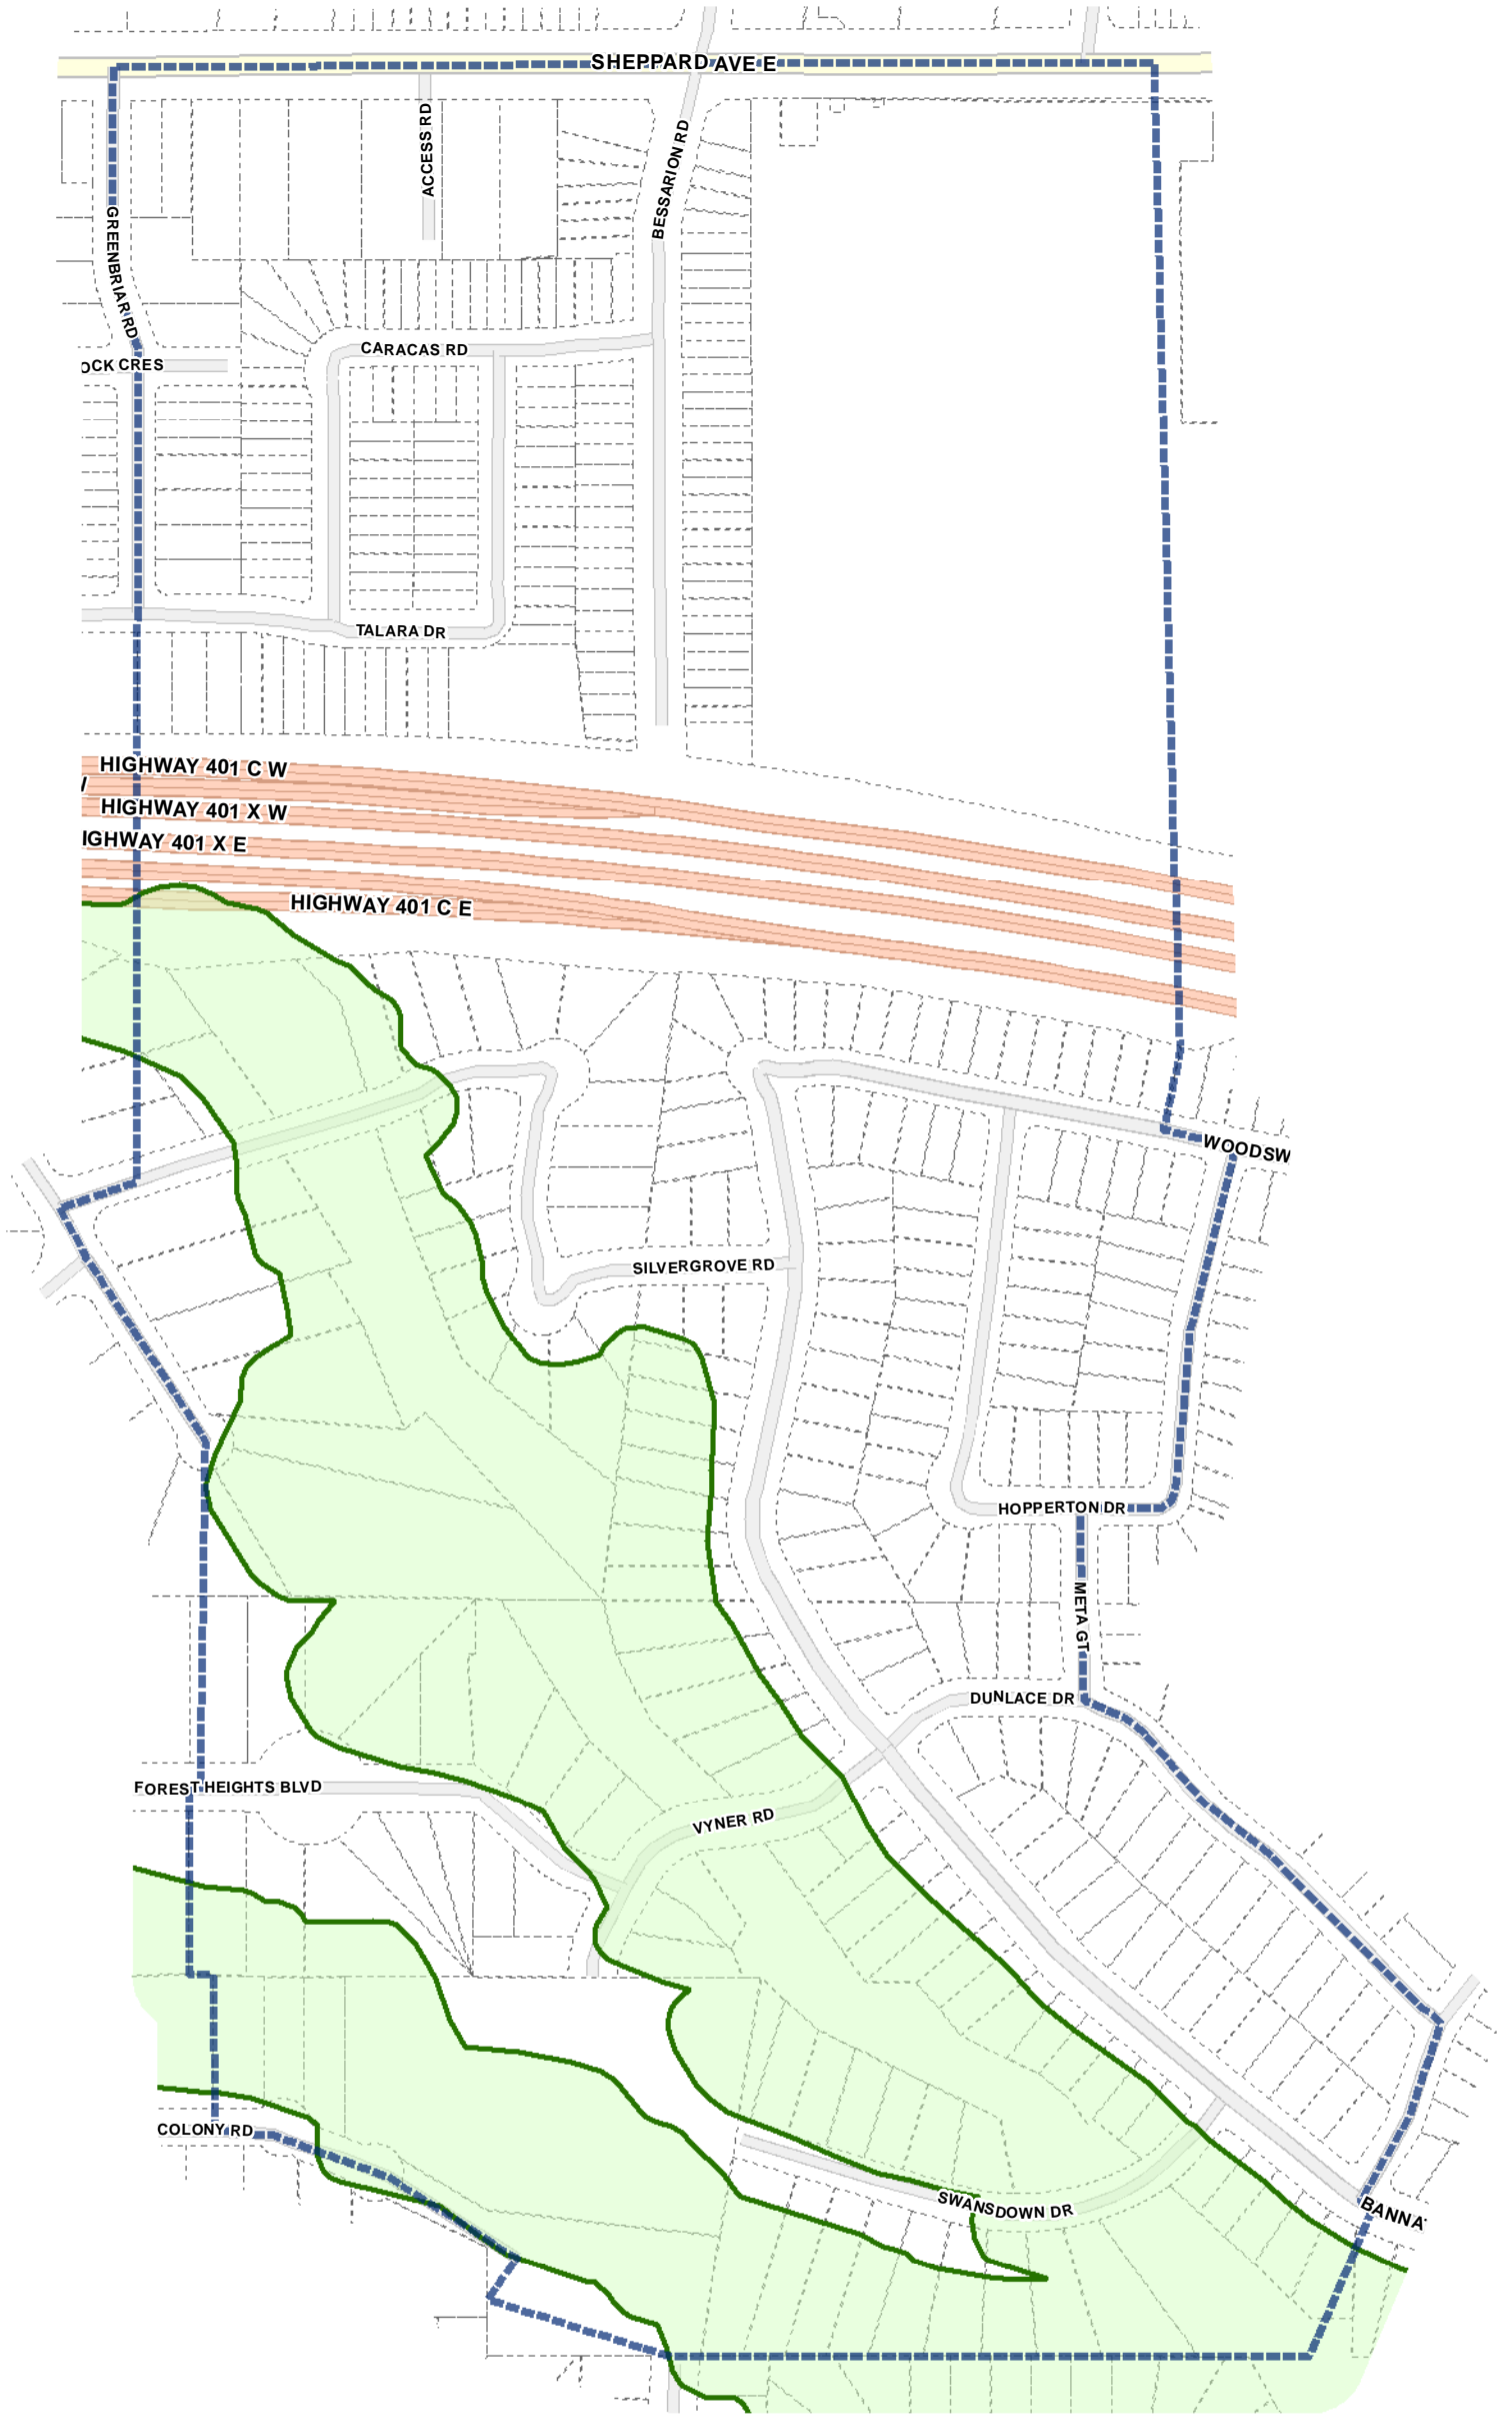 SHEPPARD AVE E
ACCESS RD
BESSARION RD
GREENBRIAR RD
CARACAS RD
OCK CRES
TALARA DR
HIGHWAY 401 C W
HIGHWAY 401 X W
IGHWAY 401 X E
HIGHWAY 401 C E
WOODSW
SILVERGROVE RD
HOPPERTON DR
META GT
DUNLACE DR
FOREST HEIGHTS BLVD
VYNER RD
COLONY RD
SWANSDOWN DR
BANNA